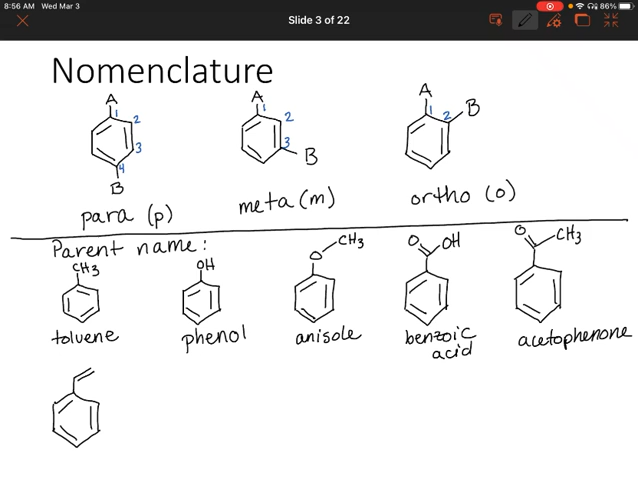 8:56 AM Wed Mar 3
86%
Slide 3 of 22
Nomenclature
A
1
2
3
4
B
para (p)
A
1
2
3
B
meta (m)
A
1
2
B
ortho (o)
Parent name:
CH3
toluene
OH
phenol
O
CH3
anisole
O
OH
benzoic
acid
O
CH3
acetophenone